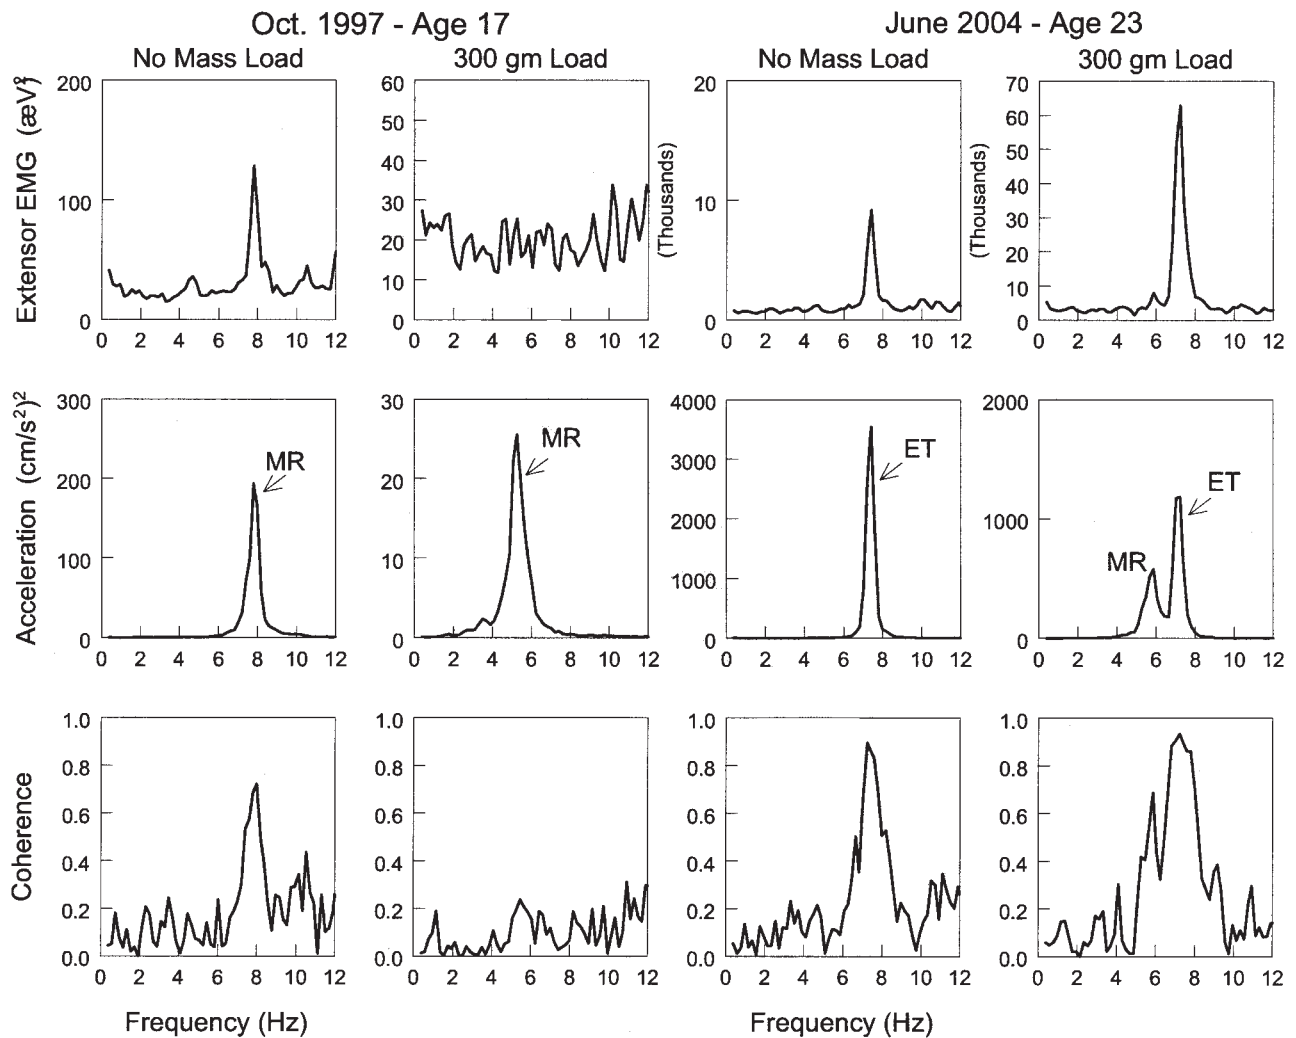 Oct. 1997 - Age 17
June 2004 - Age 23
No Mass Load
300 gm Load
No Mass Load
300 gm Load
Extensor EMG (æV)²
200
100
0
0 2 4 6 8 10 12
60
50
40
30
20
10
0
0 2 4 6 8 10 12
(Thousands)
20
10
0
0 2 4 6 8 10 12
(Thousands)
70
60
50
40
30
20
10
0
0 2 4 6 8 10 12
Acceleration (cm/s²)²
300
200
100
0
MR
0 2 4 6 8 10 12
30
20
10
0
MR
0 2 4 6 8 10 12
4000
3000
2000
1000
0
ET
0 2 4 6 8 10 12
2000
1000
0
MR
ET
0 2 4 6 8 10 12
Coherence
1.0
0.8
0.6
0.4
0.2
0.0
0 2 4 6 8 10 12
1.0
0.8
0.6
0.4
0.2
0.0
0 2 4 6 8 10 12
1.0
0.8
0.6
0.4
0.2
0.0
0 2 4 6 8 10 12
1.0
0.8
0.6
0.4
0.2
0.0
0 2 4 6 8 10 12
Frequency (Hz)
Frequency (Hz)